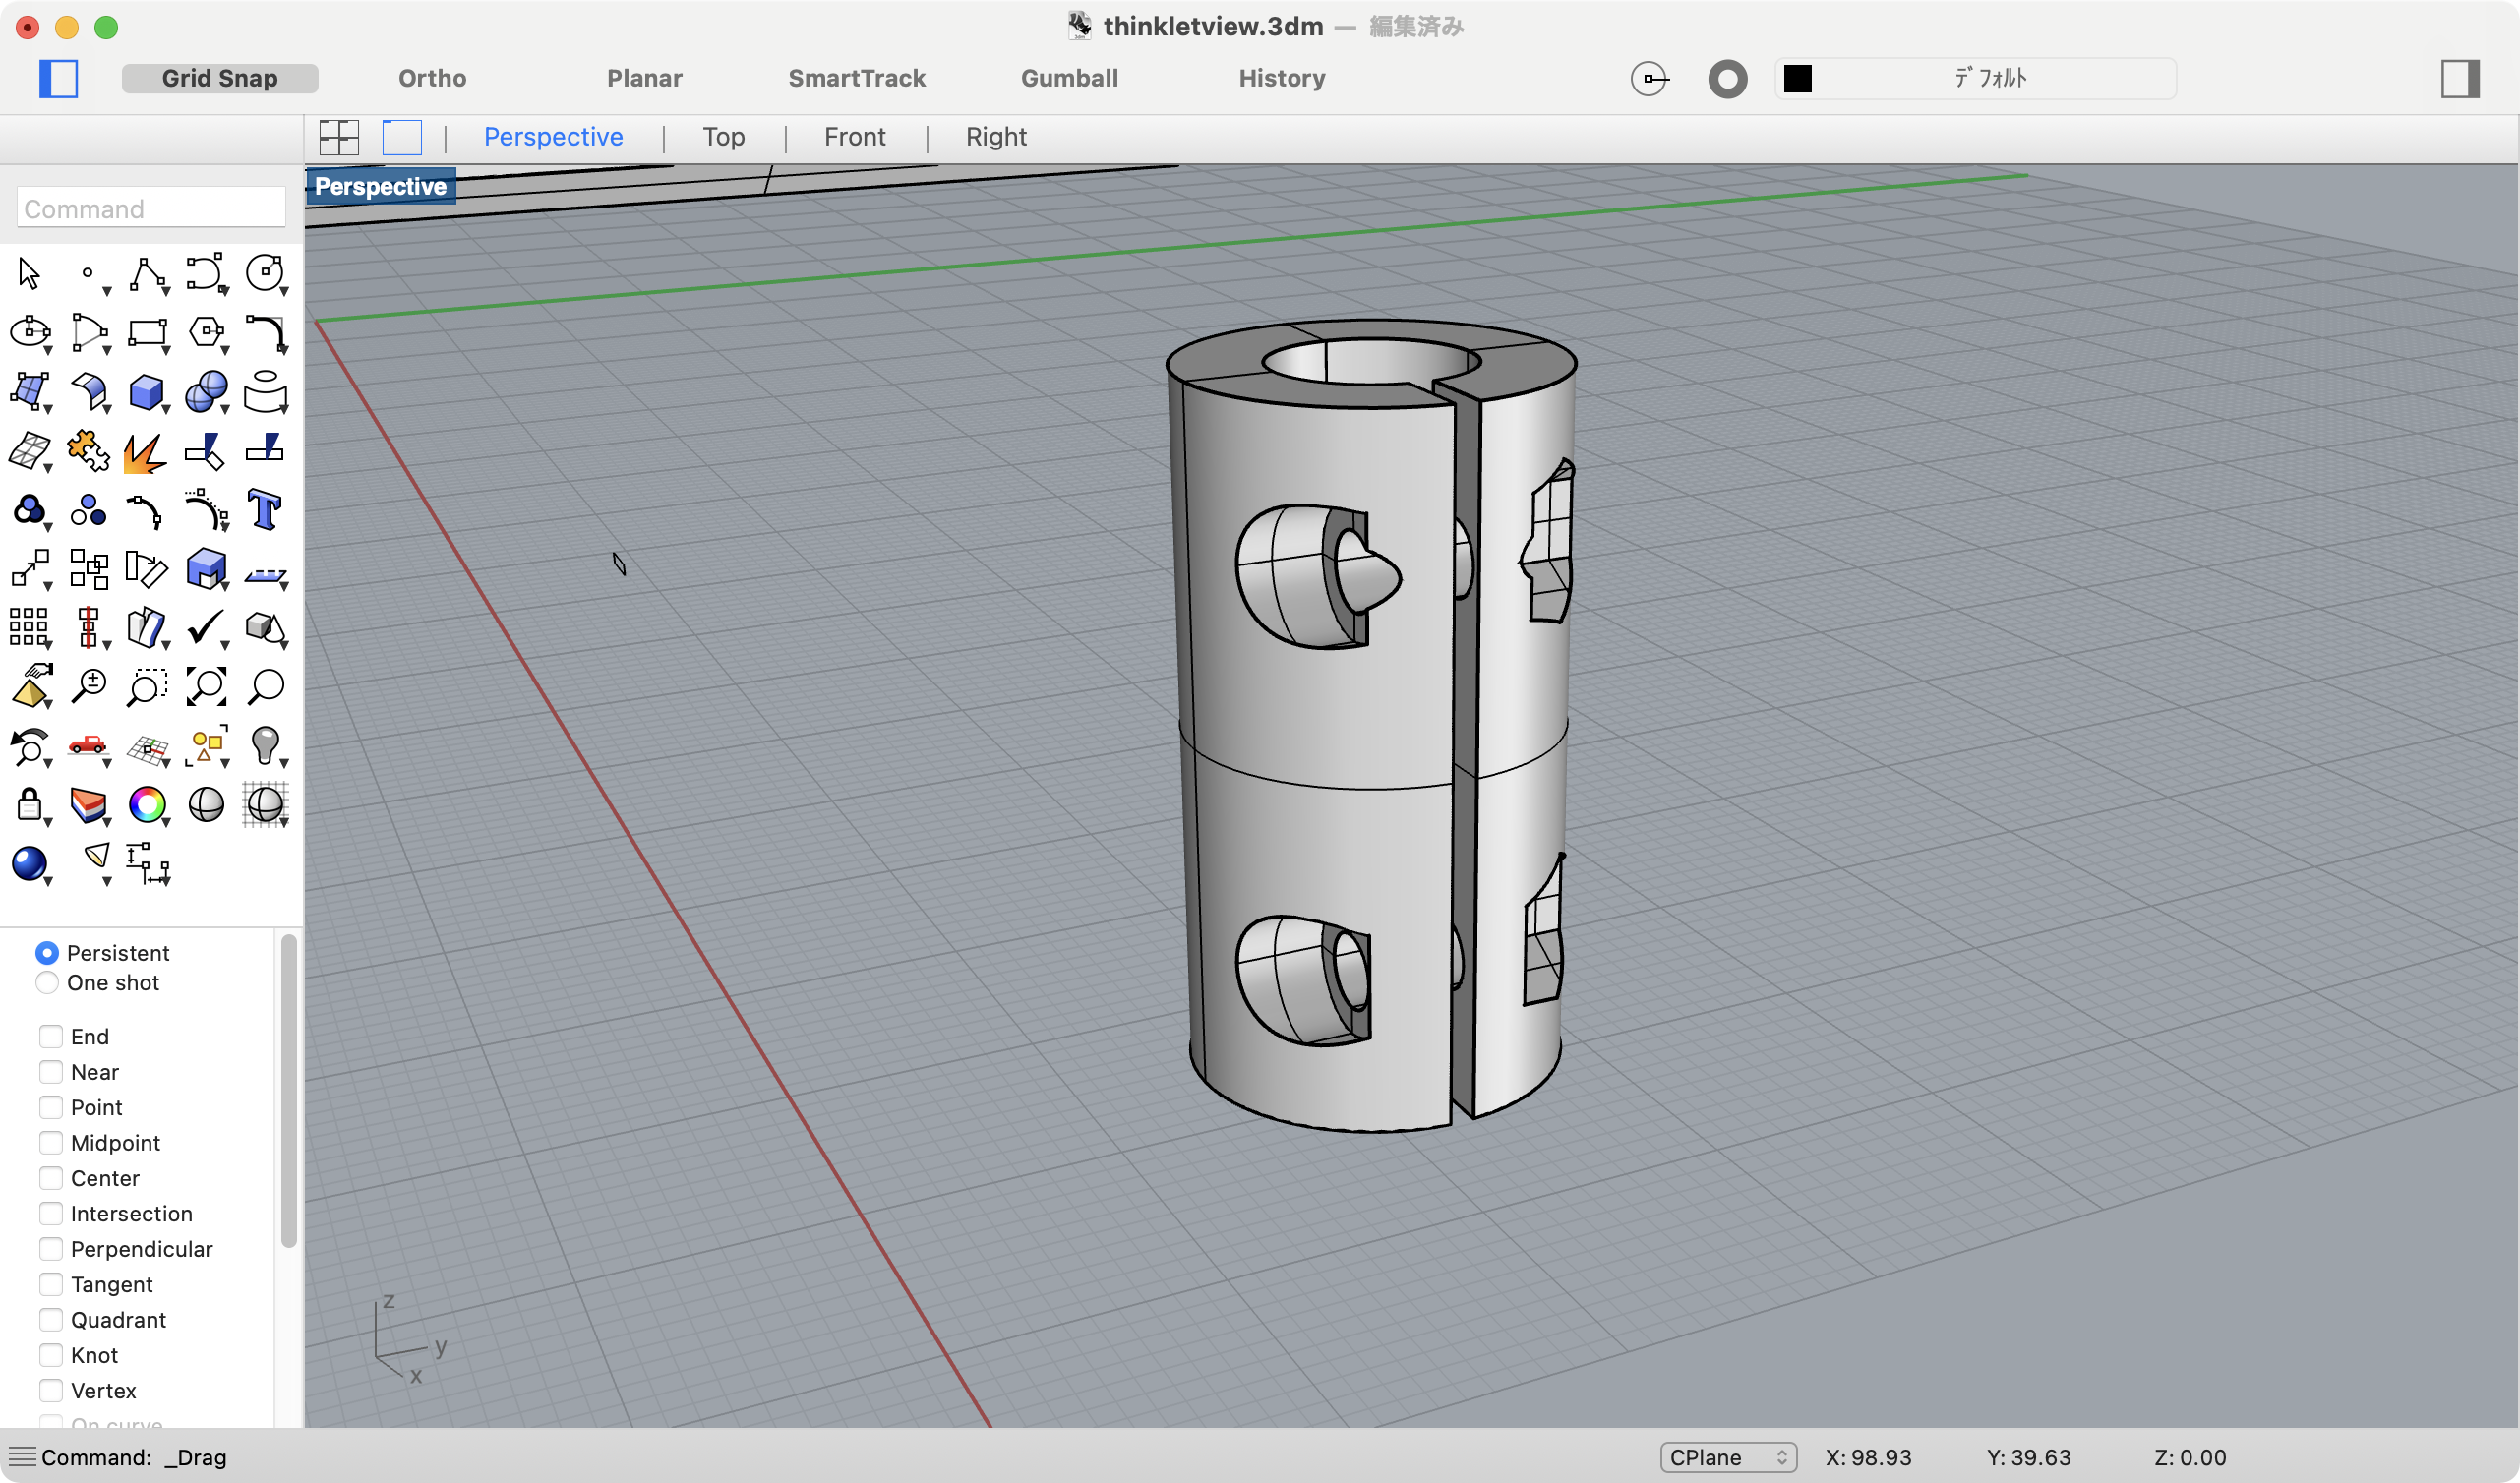 thinkletview.3dm — 編集済み
Grid Snap Ortho Planar SmartTrack Gumball History デフォルト
Perspective Top Front Right
Perspective
Command
Persistent
One shot
End
Near
Point
Midpoint
Center
Intersection
Perpendicular
Tangent
Quadrant
Knot
Vertex
On curve
z
y
x
Command: _Drag
CPlane X: 98.93 Y: 39.63 Z: 0.00